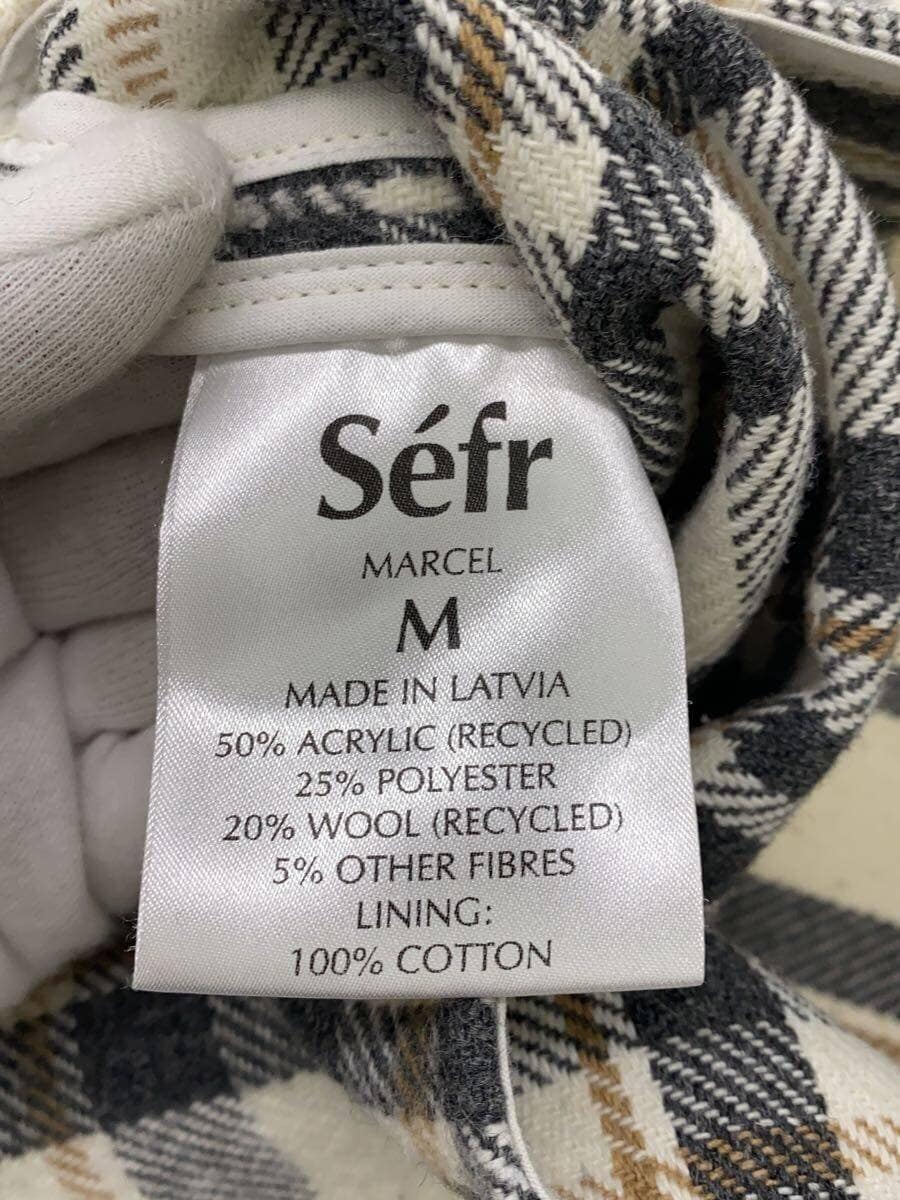 Séfr
MARCEL
M
MADE IN LATVIA
50% ACRYLIC (RECYCLED)
25% POLYESTER
20% WOOL (RECYCLED)
5% OTHER FIBRES
LINING:
100% COTTON